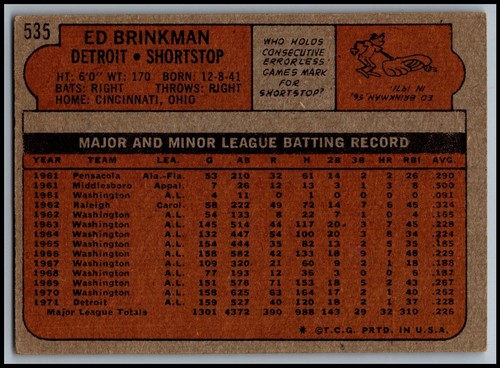 535
ED BRINKMAN
DETROIT • SHORTSTOP
HT: 6'0" WT: 170 BORN: 12-8-41
BATS: RIGHT THROWS: RIGHT
HOME: CINCINNATI, OHIO
WHO HOLDS
CONSECUTIVE
ERRORLESS
GAMES MARK
FOR
SHORTSTOP?
ED BRINKMAN, 56,
IN 1971.
MAJOR AND MINOR LEAGUE BATTING RECORD
YEAR TEAM LEA. G AB R H 2B 3B HR RBI AVG.
1961 Pensacola Ala.-Fla. 53 210 32 61 14 2 2 26 .290
1961 Middlesboro Appal. 7 26 12 13 3 1 3 8 .500
1961 Washington A.L. 4 11 0 1 0 0 0 0 .091
1962 Raleigh Carol. 58 222 49 72 14 7 6 45 .324
1962 Washington A.L. 54 133 8 22 7 1 0 4 .165
1963 Washington A.L. 145 514 44 117 20 3 7 45 .228
1964 Washington A.L. 132 447 54 100 20 3 8 34 .224
1965 Washington A.L. 154 444 35 82 13 2 5 35 .185
1966 Washington A.L. 158 582 42 133 18 9 7 48 .229
1967 Washington A.L. 109 320 21 60 9 2 1 18 .188
1968 Washington A.L. 77 193 12 36 3 0 0 6 .187
1969 Washington A.L. 151 576 71 153 18 5 2 43 .266
1970 Washington A.L. 158 625 63 164 17 2 1 40 .262
1971 Detroit A.L. 159 527 40 120 18 2 1 37 .228
Major League Totals 1301 4372 390 988 143 29 32 310 .226
* ©T.C.G. PRTD. IN U.S.A.